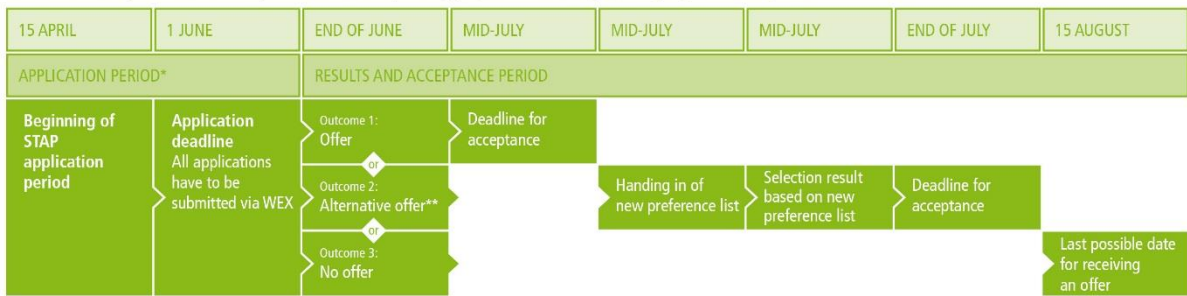 15 APRIL
1 JUNE
END OF JUNE
MID-JULY
MID-JULY
MID-JULY
END OF JULY
15 AUGUST
APPLICATION PERIOD*
RESULTS AND ACCEPTANCE PERIOD
Beginning of
STAP
application
period
Application
deadline
All applications
have to be
submitted via WEX
Outcome 1:
Offer
Deadline for
acceptance
or
Outcome 2:
Alternative offer**
Handing in of
new preference list
Selection result
based on new
preference list
Deadline for
acceptance
or
Outcome 3:
No offer
Last possible date
for receiving
an offer